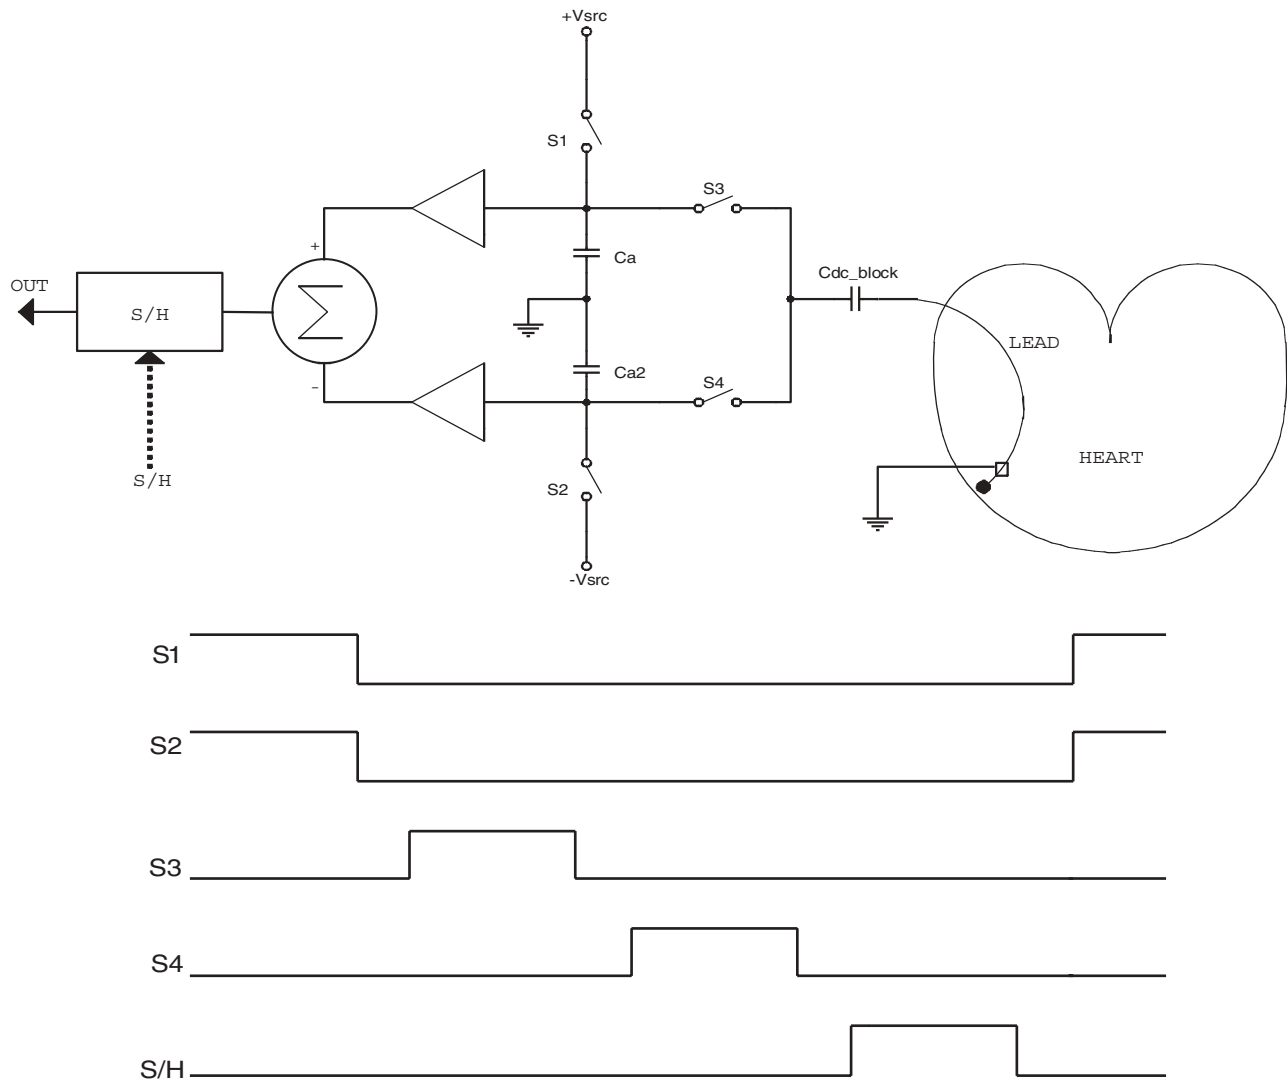 +Vsrc
S1
S3
+
Ca
Cdc_block
OUT
S/H
LEAD
Ca2
S4
-
S/H
HEART
S2
-Vsrc
S1
S2
S3
S4
S/H